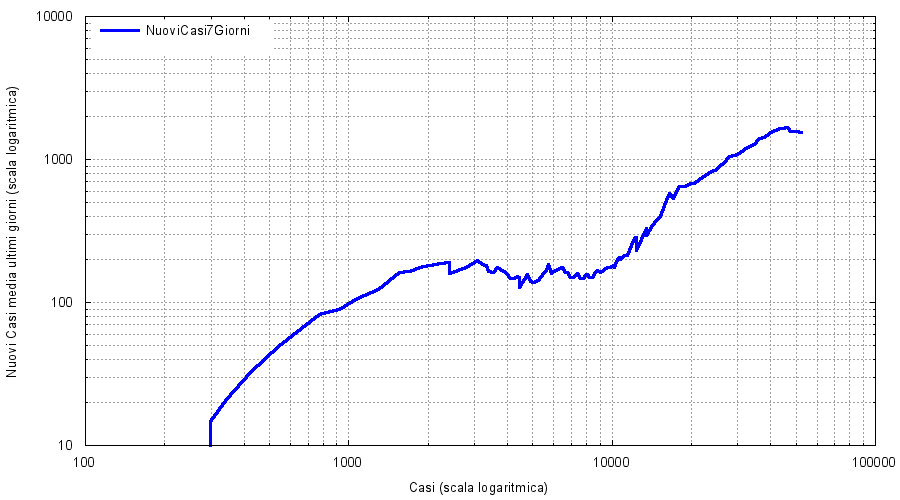 10000
NuoviCasi7Giorni
1000
100
10
Nuovi Casi media ultimi giorni (scala logaritmica)
100 1000 10000 100000
Casi (scala logaritmica)